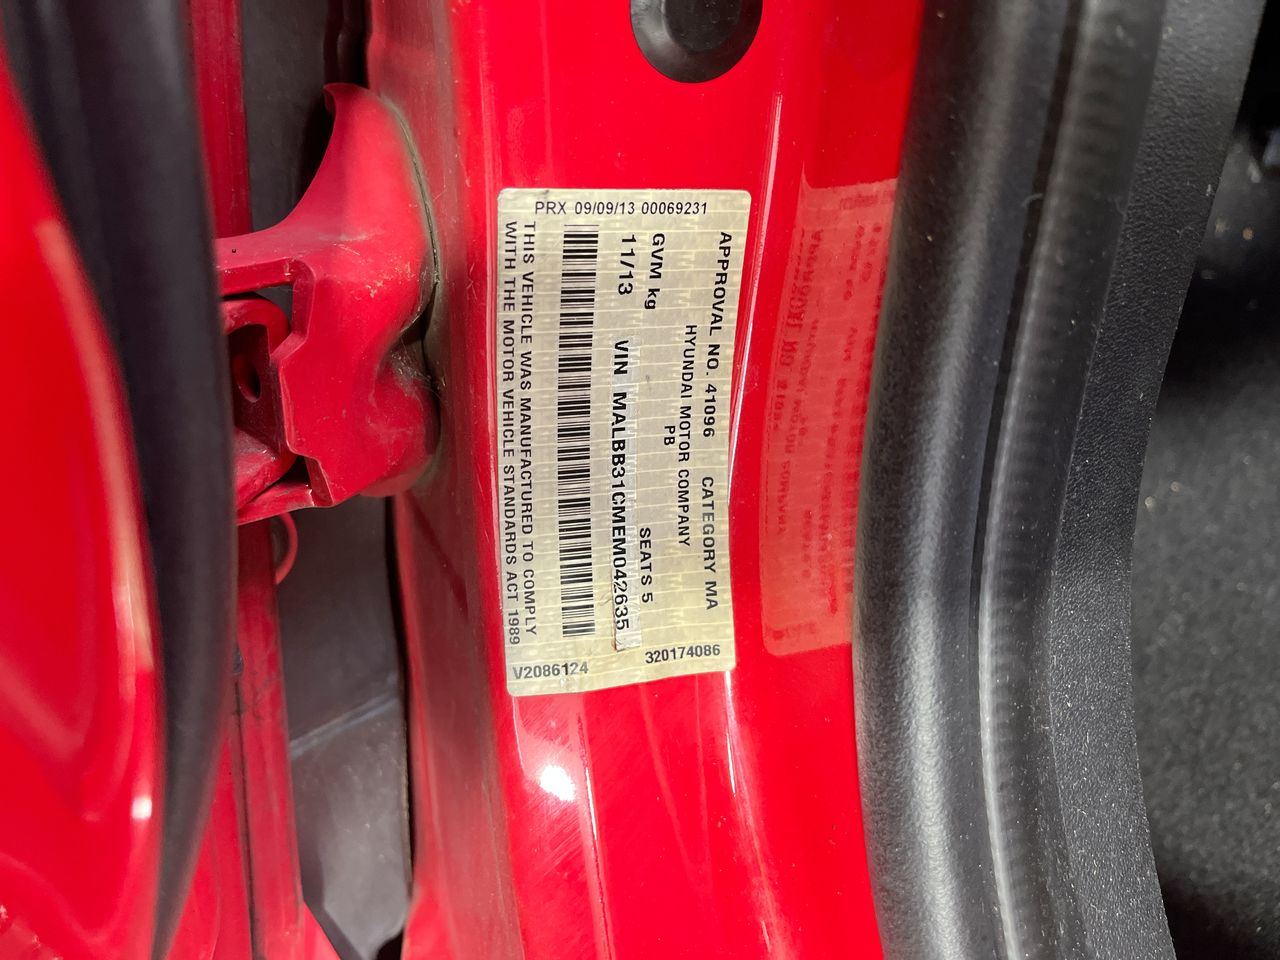 PRX 09/09/13 00069231
APPROVAL NO. 41096 CATEGORY MA
HYUNDAI MOTOR COMPANY
PB
GVM kg SEATS 5
11/13 VIN MALBB31CMEM042635
THIS VEHICLE WAS MANUFACTURED TO COMPLY
WITH THE MOTOR VEHICLE STANDARDS ACT 1989
V2086124 320174086